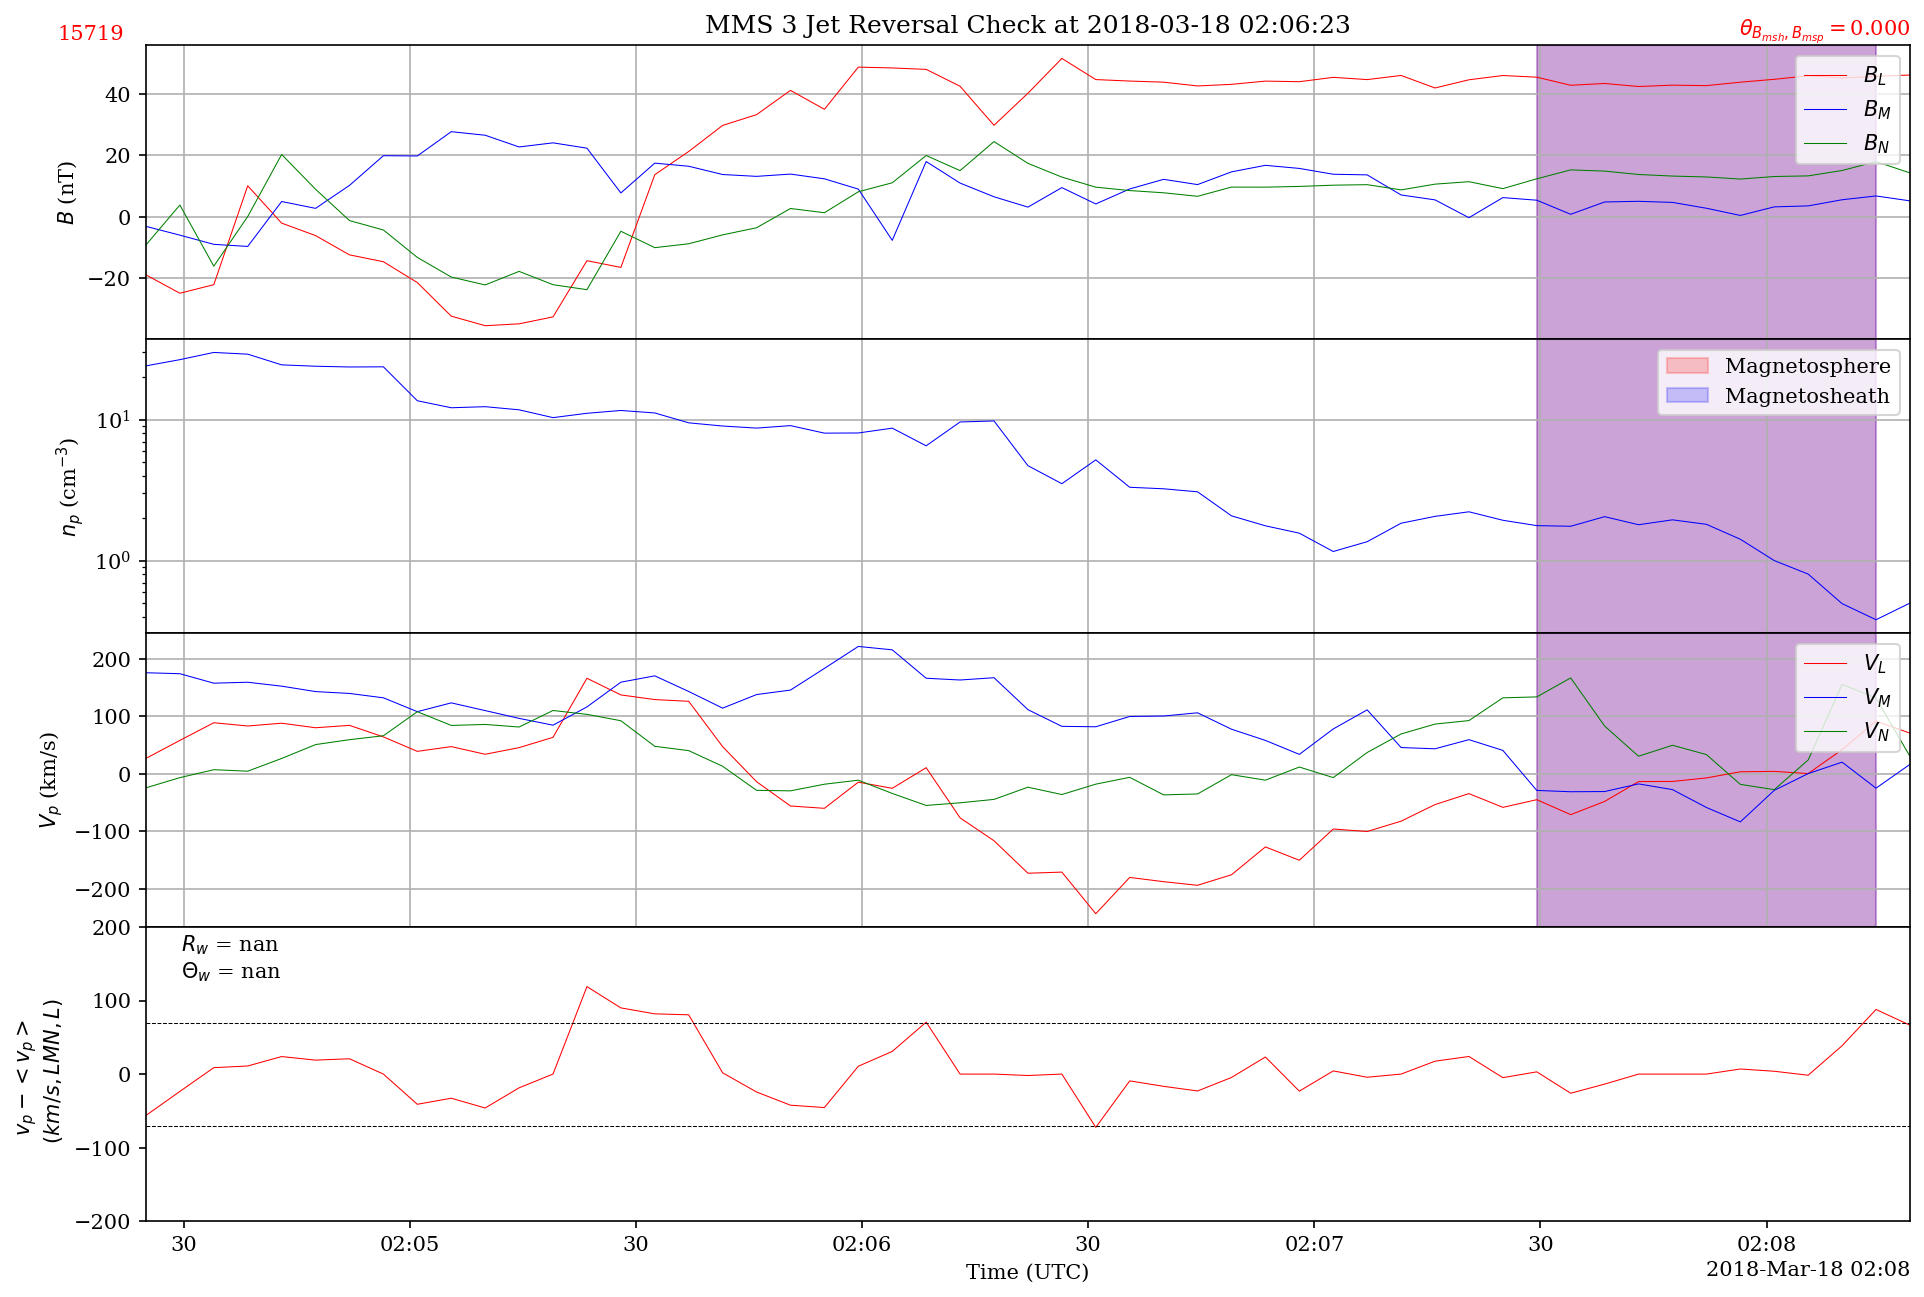 15719
MMS 3 Jet Reversal Check at 2018-03-18 02:06:23
θ_{B_{msh}, B_{msp}} = 0.000
B (nT)
40
20
0
−20
B_L
B_M
B_N
n_p (cm^{−3})
10^1
10^0
Magnetosphere
Magnetosheath
V_p (km/s)
200
100
0
−100
−200
V_L
V_M
V_N
v_p − < v_p >
(km/s, LMN, L)
200
100
0
−100
−200
R_w = nan
Θ_w = nan
30
02:05
30
02:06
30
02:07
30
02:08
Time (UTC)
2018-Mar-18 02:08